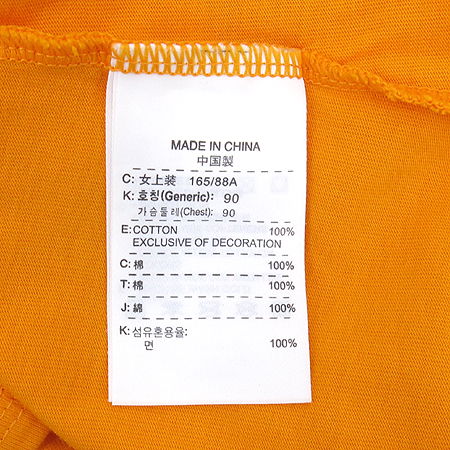 MADE IN CHINA
中国製
C: 女上装 165/88A
K: 호칭(Generic): 90
가슴둘레(Chest): 90
E: COTTON 100%
EXCLUSIVE OF DECORATION
C: 棉 100%
T: 棉 100%
J: 綿 100%
K: 섬유혼용율:
면 100%